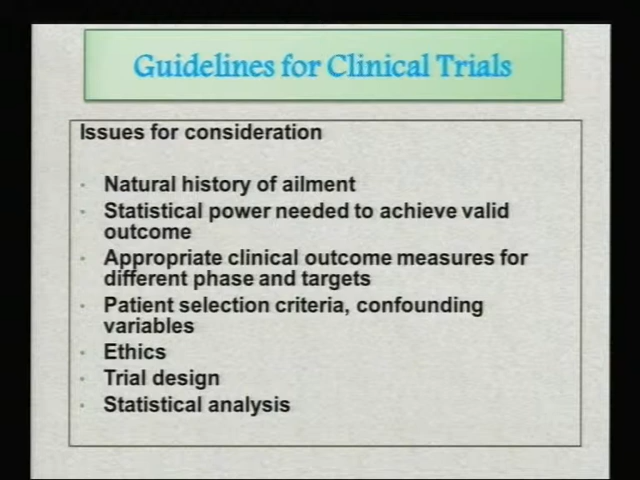 Guidelines for Clinical Trials
Issues for consideration
· Natural history of ailment
· Statistical power needed to achieve valid
outcome
· Appropriate clinical outcome measures for
different phase and targets
· Patient selection criteria, confounding
variables
· Ethics
· Trial design
· Statistical analysis